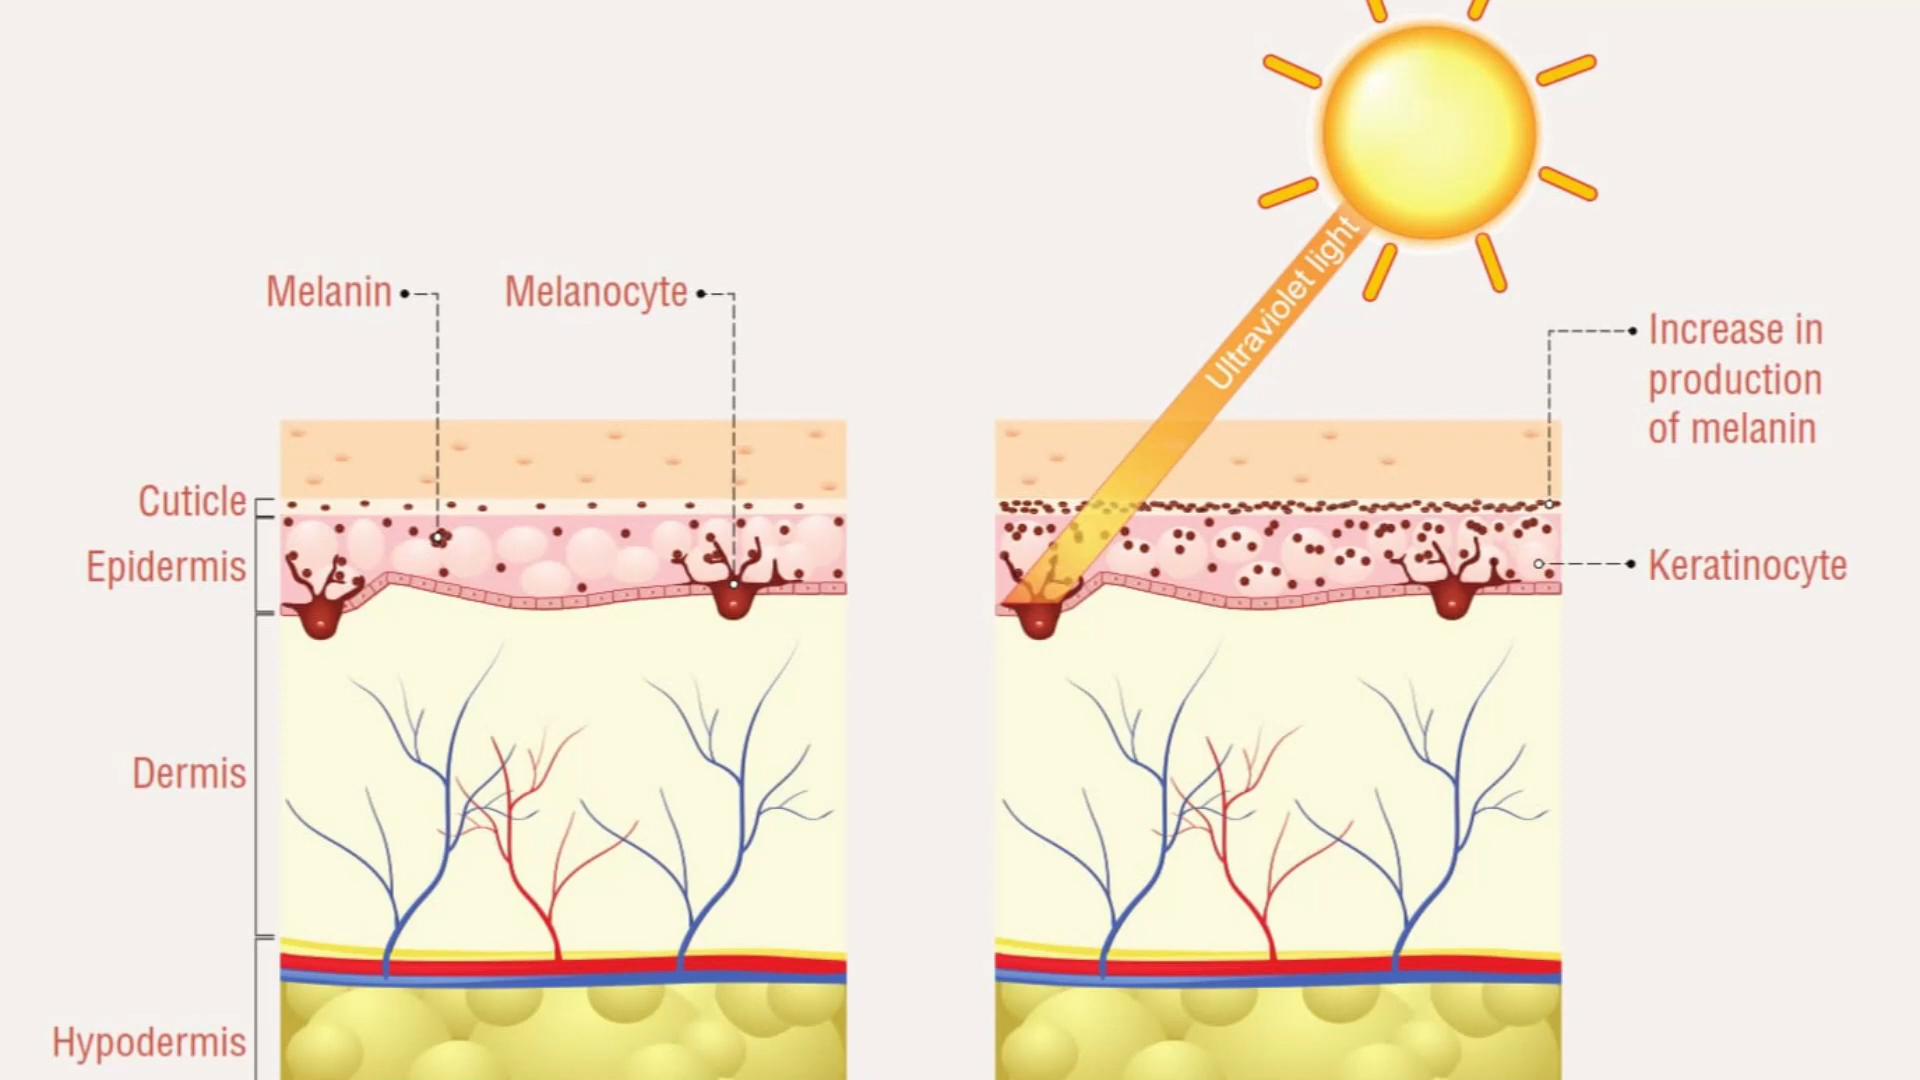 Ultraviolet light
Melanin
Melanocyte
Increase in
production
of melanin
Cuticle
Epidermis
Keratinocyte
Dermis
Hypodermis